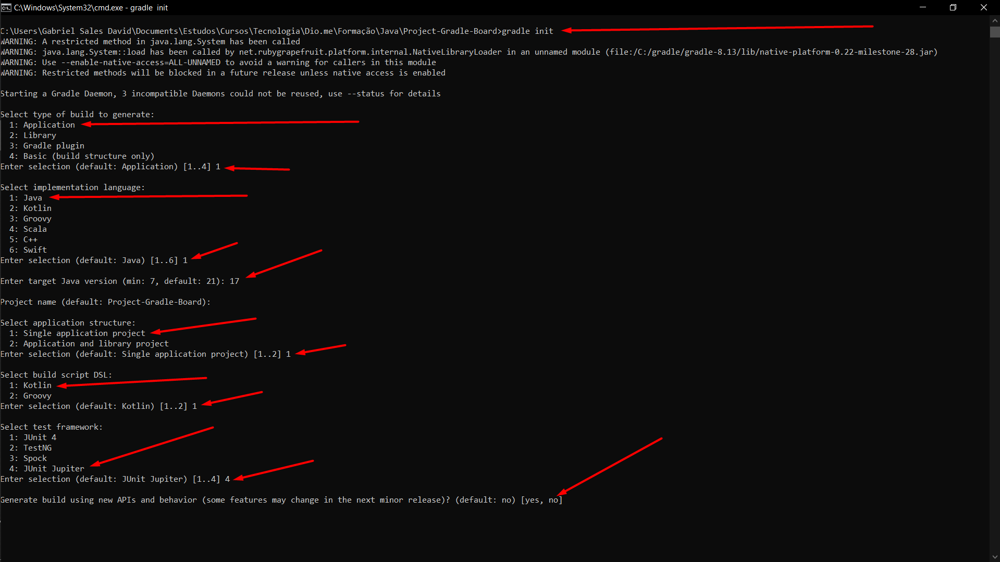 C:\Windows\System32\cmd.exe - gradle  init
C:\Users\Gabriel Sales David\Documents\Estudos\Cursos\Tecnologia\Dio.me\Formação\Java\Project-Gradle-Board>gradle init
WARNING: A restricted method in java.lang.System has been called
WARNING: java.lang.System::load has been called by net.rubygrapefruit.platform.internal.NativeLibraryLoader in an unnamed module (file:/C:/gradle/gradle-8.13/lib/native-platform-0.22-milestone-28.jar)
WARNING: Use --enable-native-access=ALL-UNNAMED to avoid a warning for callers in this module
WARNING: Restricted methods will be blocked in a future release unless native access is enabled
Starting a Gradle Daemon, 3 incompatible Daemons could not be reused, use --status for details
Select type of build to generate:
1: Application
2: Library
3: Gradle plugin
4: Basic (build structure only)
Enter selection (default: Application) [1..4] 1
Select implementation language:
1: Java
2: Kotlin
3: Groovy
4: Scala
5: C++
6: Swift
Enter selection (default: Java) [1..6] 1
Enter target Java version (min: 7, default: 21): 17
Project name (default: Project-Gradle-Board):
Select application structure:
1: Single application project
2: Application and library project
Enter selection (default: Single application project) [1..2] 1
Select build script DSL:
1: Kotlin
2: Groovy
Enter selection (default: Kotlin) [1..2] 1
Select test framework:
1: JUnit 4
2: TestNG
3: Spock
4: JUnit Jupiter
Enter selection (default: JUnit Jupiter) [1..4] 4
Generate build using new APIs and behavior (some features may change in the next minor release)? (default: no) [yes, no]